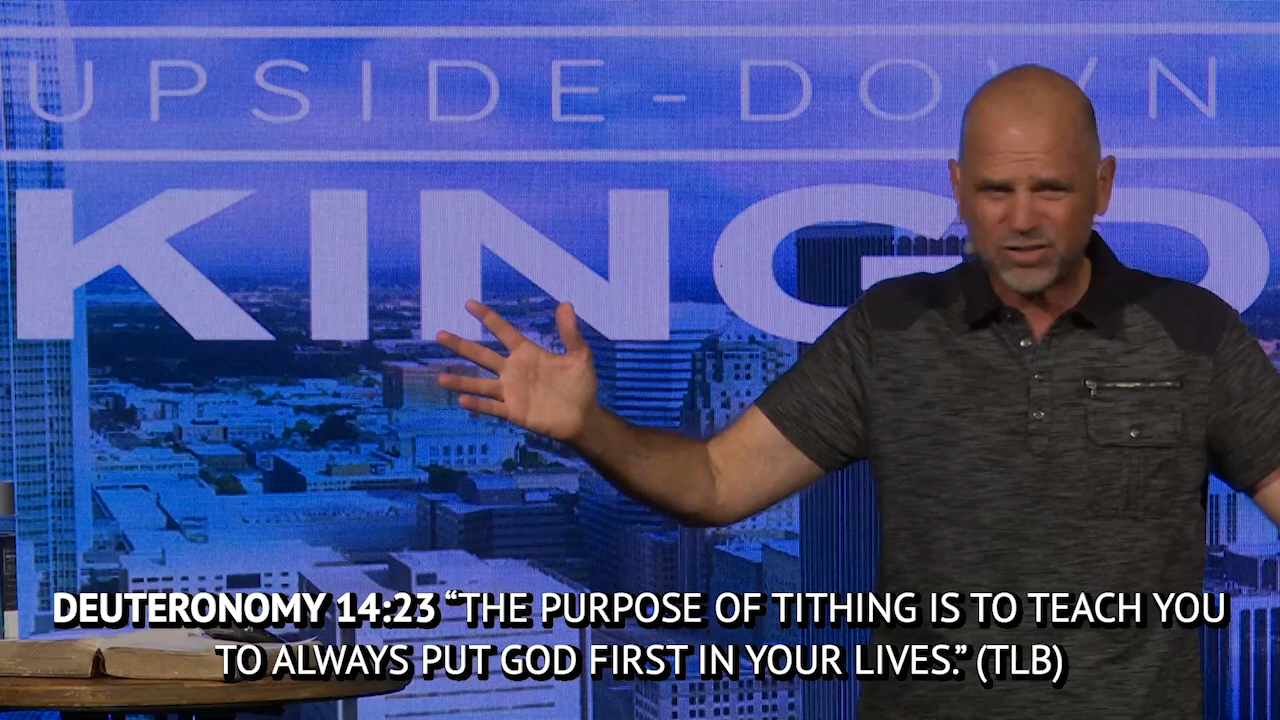 UPSIDE-DOWN
KINGD
DEUTERONOMY 14:23 “THE PURPOSE OF TITHING IS TO TEACH YOU
TO ALWAYS PUT GOD FIRST IN YOUR LIVES.” (TLB)